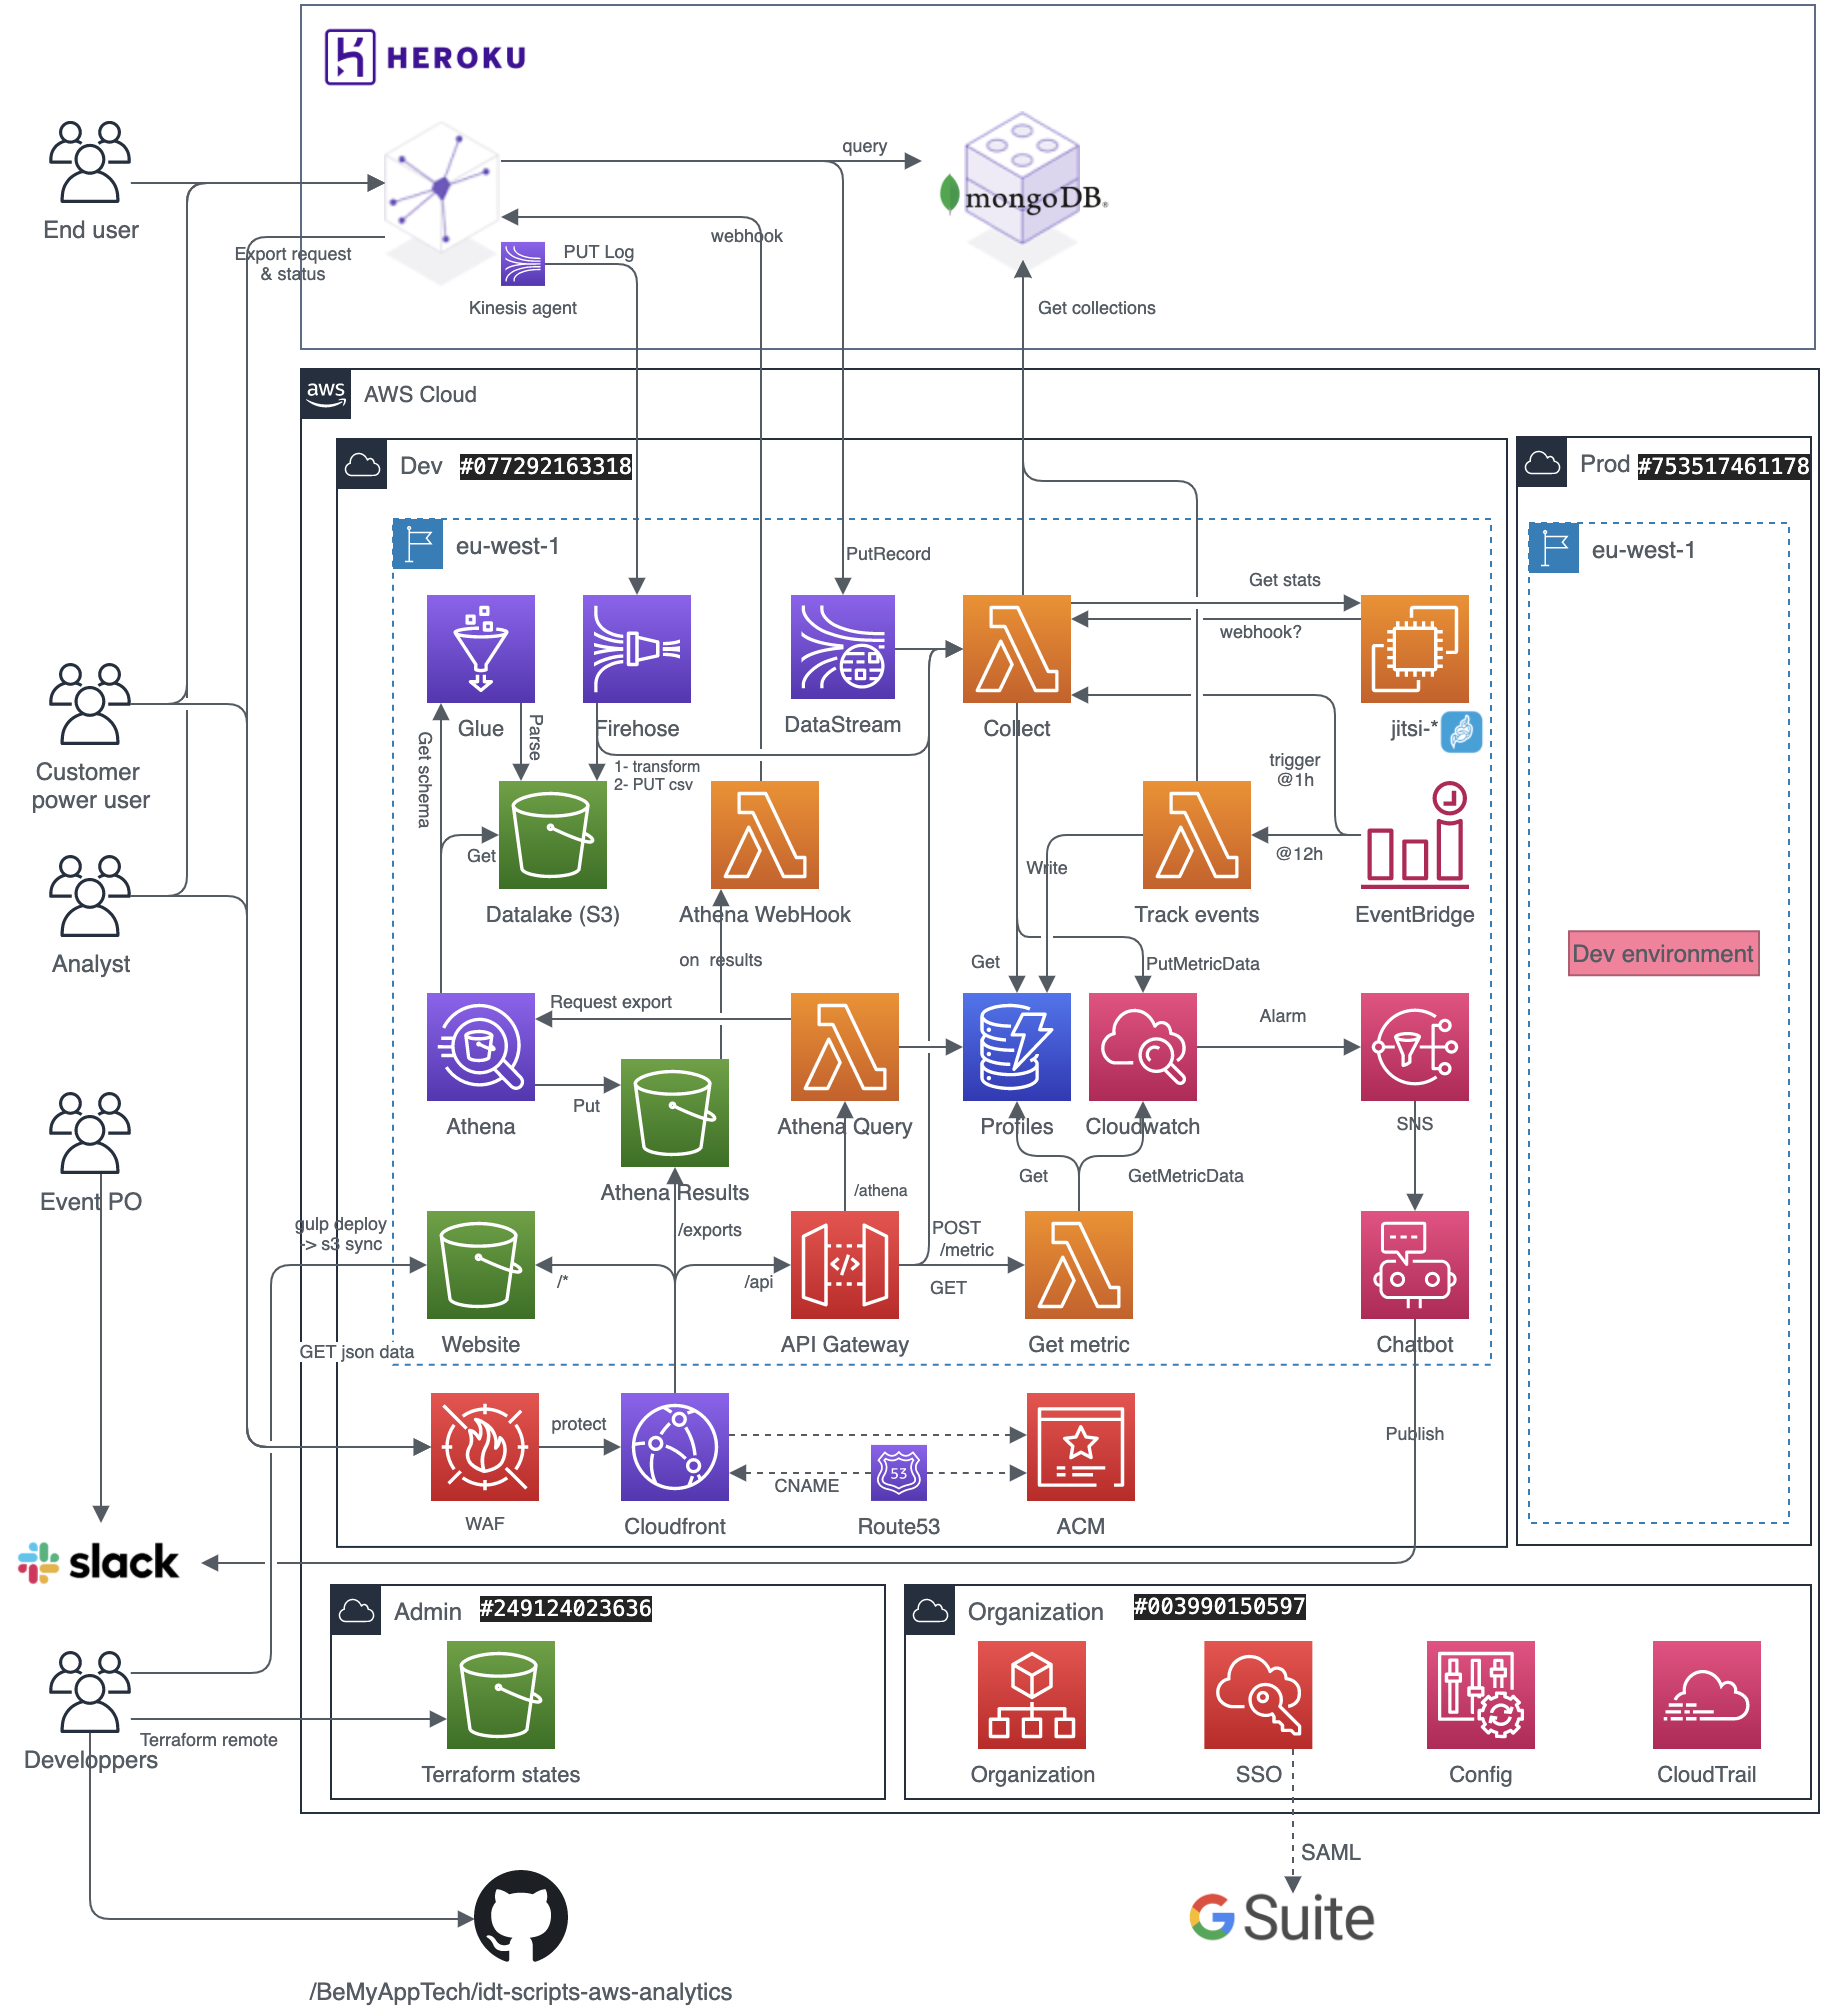 HEROKU
query
mongoDB®
End user
webhook
Export request
& status
PUT Log
Kinesis agent
Get collections
aws
AWS Cloud
Dev
#077292163318
Prod
#753517461178
eu-west-1
eu-west-1
PutRecord
Get stats
webhook?
Glue
Firehose
DataStream
Collect
jitsi-*
Get schema
Parse
1- transform
2- PUT csv
trigger
@1h
Customer
power user
Get
Write
@12h
Datalake (S3)
Athena WebHook
Track events
EventBridge
Analyst
on results
Get
PutMetricData
Dev environment
Request export
Alarm
Put
Athena
Athena Query
Profiles
Cloudwatch
SNS
Get
GetMetricData
Athena Results
/athena
Event PO
gulp deploy
-> s3 sync
/exports
POST
/metric
/*
/api
GET
Website
API Gateway
Get metric
Chatbot
GET json data
protect
Publish
53
CNAME
WAF
Cloudfront
Route53
ACM
slack
Admin
#249124023636
Organization
#003990150597
Terraform remote
Developpers
Terraform states
Organization
SSO
Config
CloudTrail
SAML
G Suite
/BeMyAppTech/idt-scripts-aws-analytics